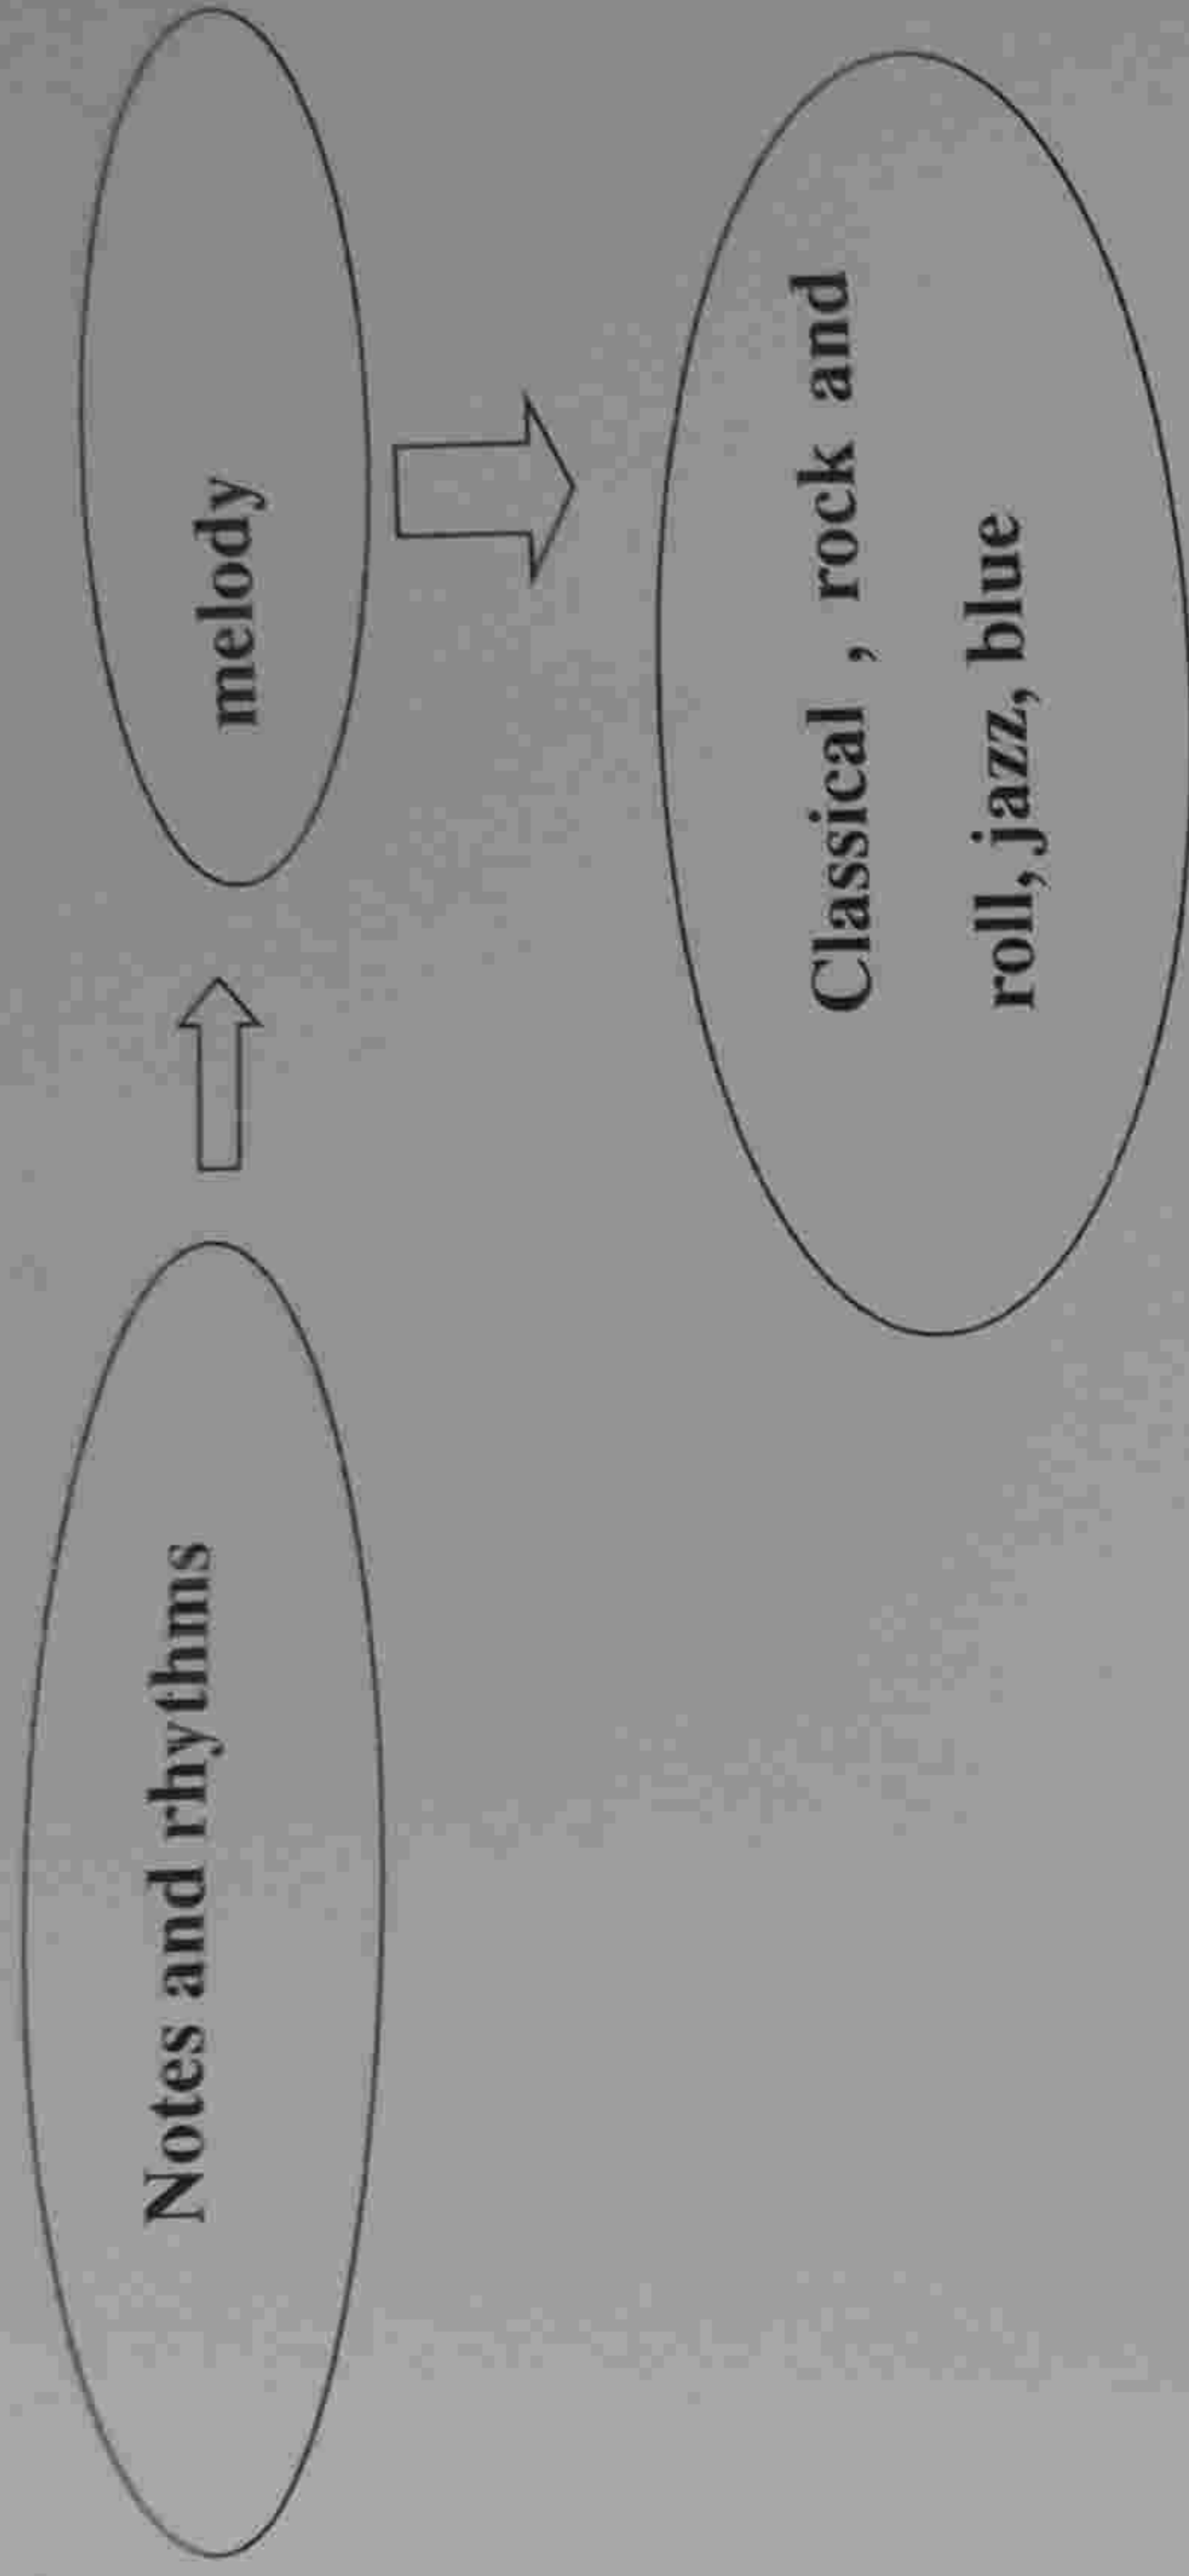 Notes and rhythms
melody
Classical , rock and
roll, jazz, blue